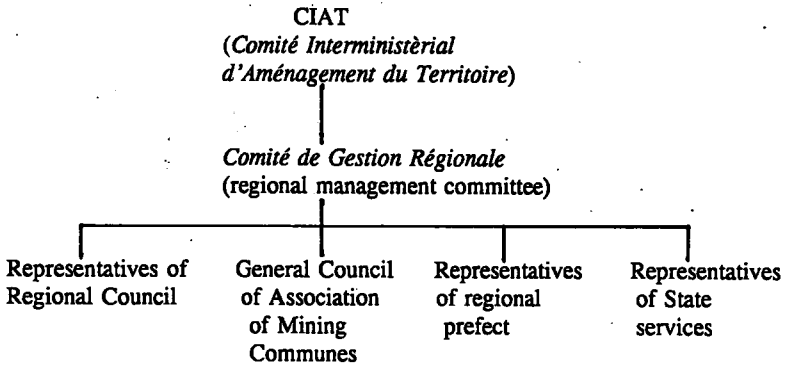 CIAT
(Comité Interministèrial
d'Aménagement du Territoire)
Comité de Gestion Régionale
(regional management committee)
Representatives of
Regional Council
General Council
of Association
of Mining
Communes
Representatives
of regional
prefect
Representatives
of State
services